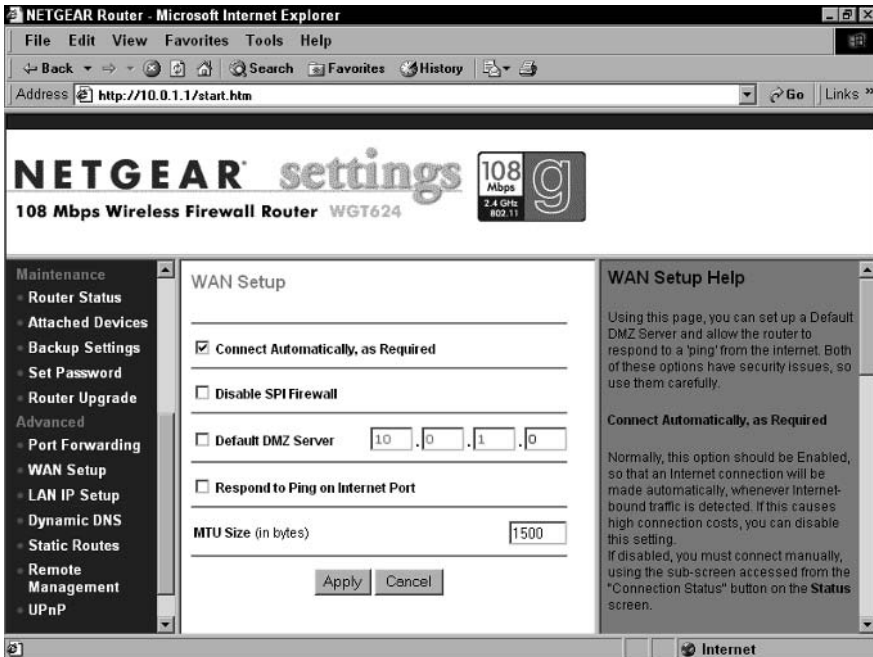 NETGEAR Router - Microsoft Internet Explorer
File Edit View Favorites Tools Help
Back Search Favorites History
Address http://10.0.1.1/start.htm Go Links »
NETGEAR settings
108 Mbps Wireless Firewall Router WGT624
108
Mbps
2.4 GHz
802.11
g
Maintenance
Router Status
Attached Devices
Backup Settings
Set Password
Router Upgrade
Advanced
Port Forwarding
WAN Setup
LAN IP Setup
Dynamic DNS
Static Routes
Remote
Management
UPnP
WAN Setup
Connect Automatically, as Required
Disable SPI Firewall
Default DMZ Server 10 . 0 . 1 . 0
Respond to Ping on Internet Port
MTU Size (in bytes) 1500
Apply Cancel
WAN Setup Help
Using this page, you can set up a Default
DMZ Server and allow the router to
respond to a 'ping' from the internet. Both
of these options have security issues, so
use them carefully.
Connect Automatically, as Required
Normally, this option should be Enabled,
so that an Internet connection will be
made automatically, whenever Internet-
bound traffic is detected. If this causes
high connection costs, you can disable
this setting.
If disabled, you must connect manually,
using the sub-screen accessed from the
"Connection Status" button on the Status
screen.
Internet